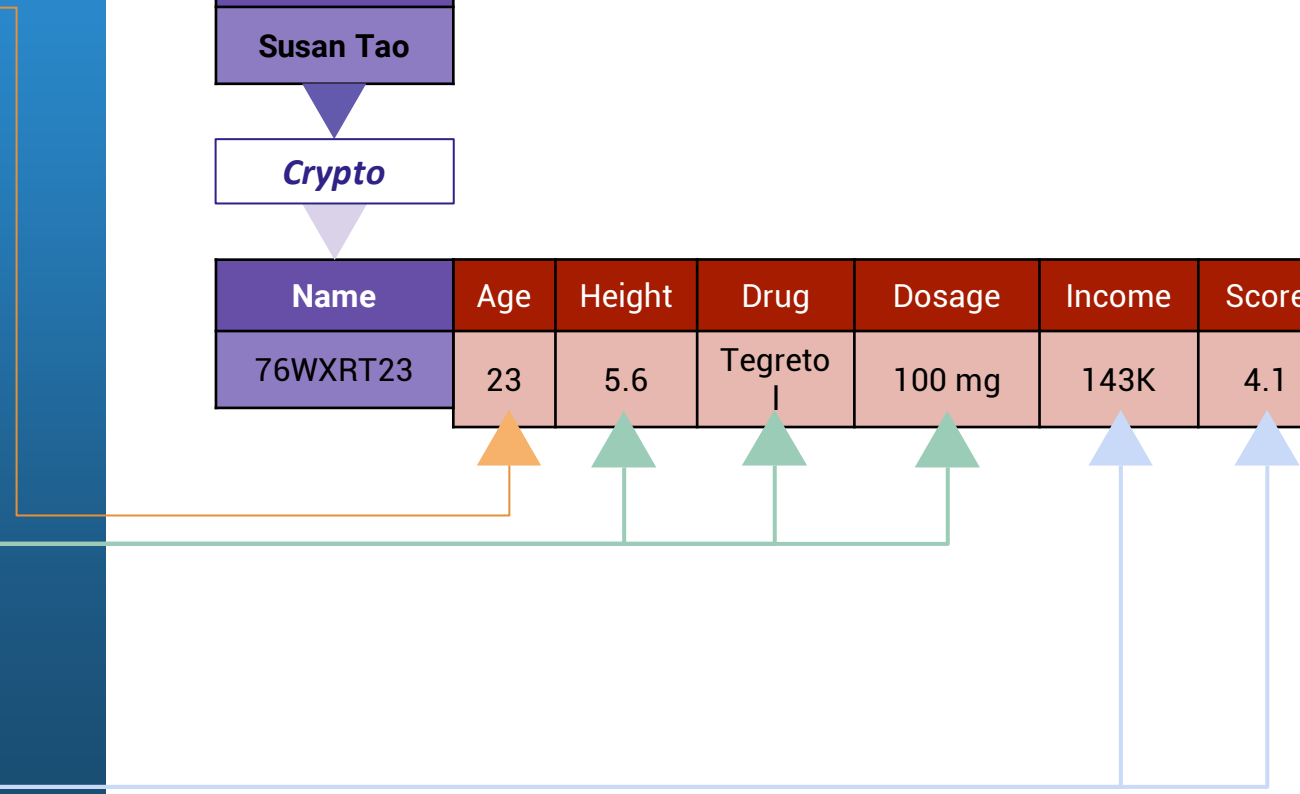 Susan Tao
Crypto
Name Age Height Drug Dosage Income Score
76WXRT23 23 5.6 Tegreto 100 mg 143K 4.1
l